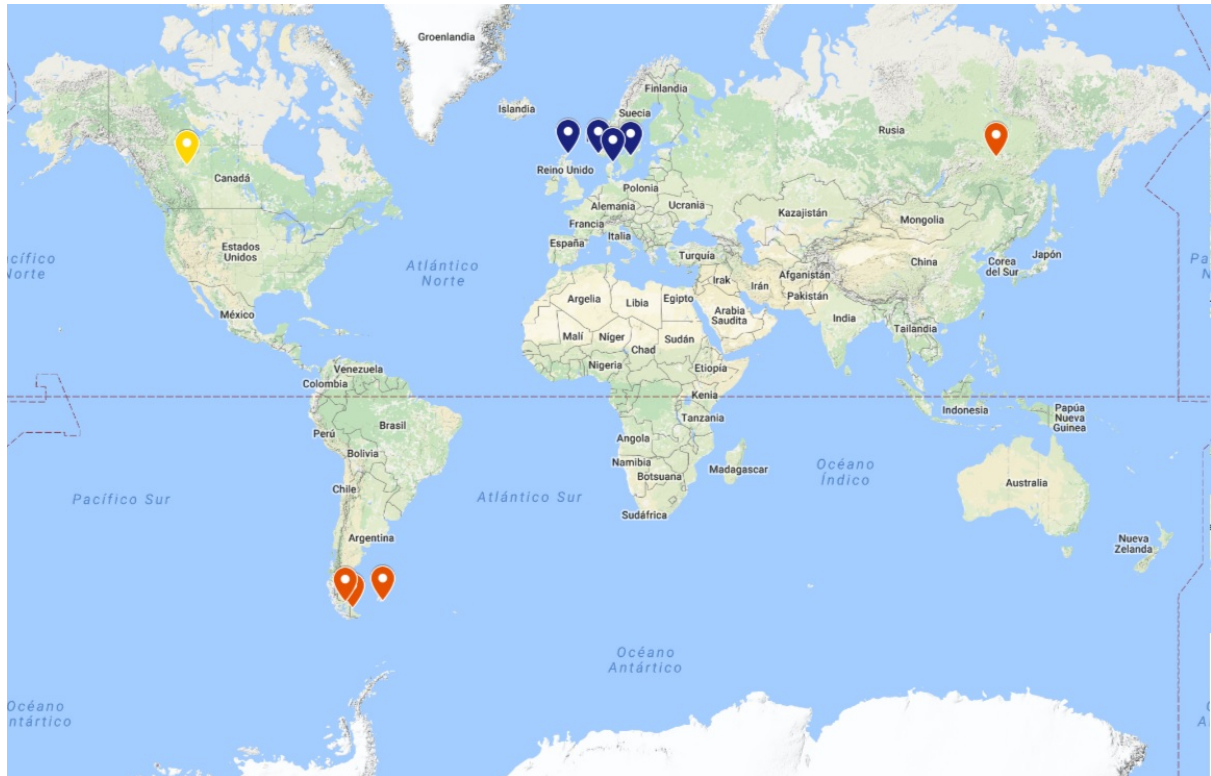 Groenlandia
Islandia
Finlandia
Suecia
Rusia
Canadá
Reino Unido
Polonia
Alemania
Ucrania
Francia
Kazajistán
Mongolia
España
Italia
Turquía
Estados
Unidos
Atlántico
Norte
China
Corea
del Sur
Japón
Irak
Irán
Afganistán
Pakistán
Argelia
Libia
Egipto
Arabia
Saudita
India
México
Malí
Níger
Chad
Sudán
Tailandia
Nigeria
Etiopía
Venezuela
Colombia
Kenia
Tanzania
Indonesia
Papúa
Nueva
Guinea
Perú
Brasil
Bolivia
Angola
Namibia
Botsuana
Madagascar
Océano
Índico
Australia
Pacífico Sur
Chile
Atlántico Sur
Sudáfrica
Argentina
Nueva
Zelanda
Océano
Antártico
cífico
Norte
Océano
ntártico